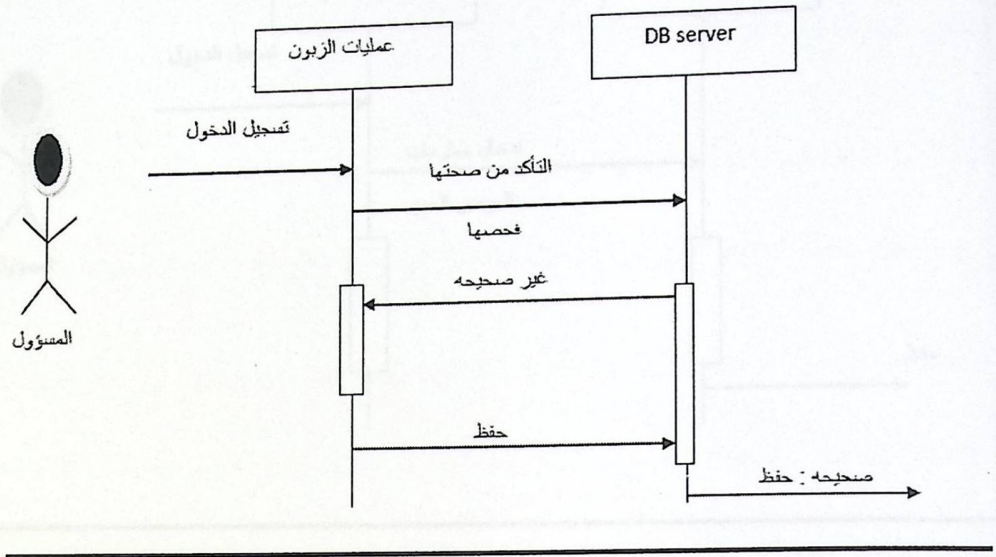 عمليات الزبون
DB server
تسجيل الدخول
التأكد من صحتها
فحصها
غير صحيحه
المسؤول
حفظ
صحيحه : حفظ